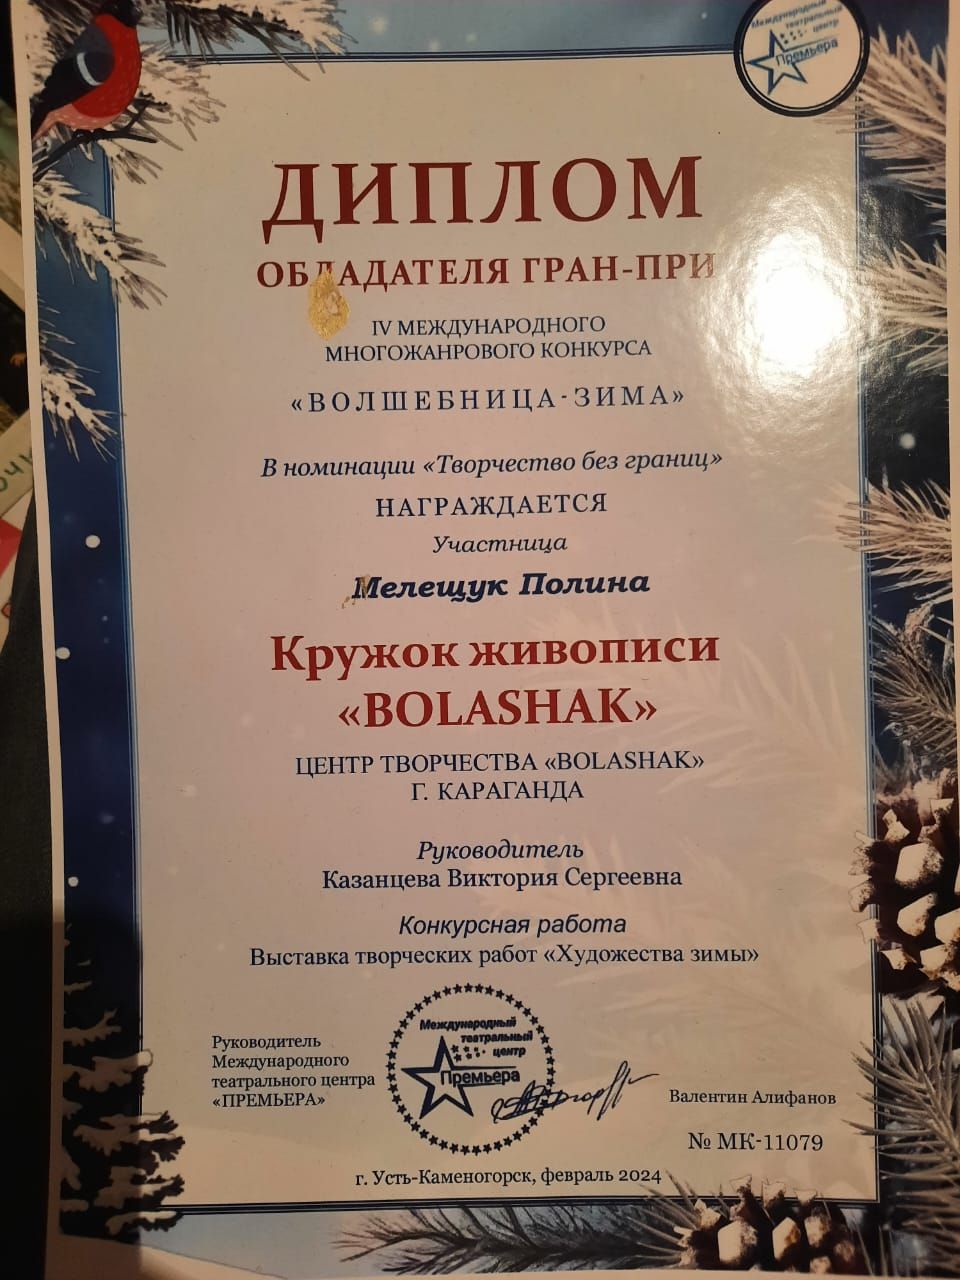 Международный
театральный
центр
Премьера
ДИПЛОМ
ОБЛАДАТЕЛЯ ГРАН-ПРИ
IV МЕЖДУНАРОДНОГО
МНОГОЖАНРОВОГО КОНКУРСА
«ВОЛШЕБНИЦА-ЗИМА»
В номинации «Творчество без границ»
НАГРАЖДАЕТСЯ
Участница
Мелещук Полина
Кружок живописи
«BOLASHAK»
ЦЕНТР ТВОРЧЕСТВА «BOLASHAK»
Г. КАРАГАНДА
Руководитель
Казанцева Виктория Сергеевна
Конкурсная работа
Выставка творческих работ «Художества зимы»
Руководитель
Международного
театрального центра
«ПРЕМЬЕРА»
Международный
театральный
центр
Премьера
Валентин Алифанов
№ МК-11079
г. Усть-Каменогорск, февраль 2024